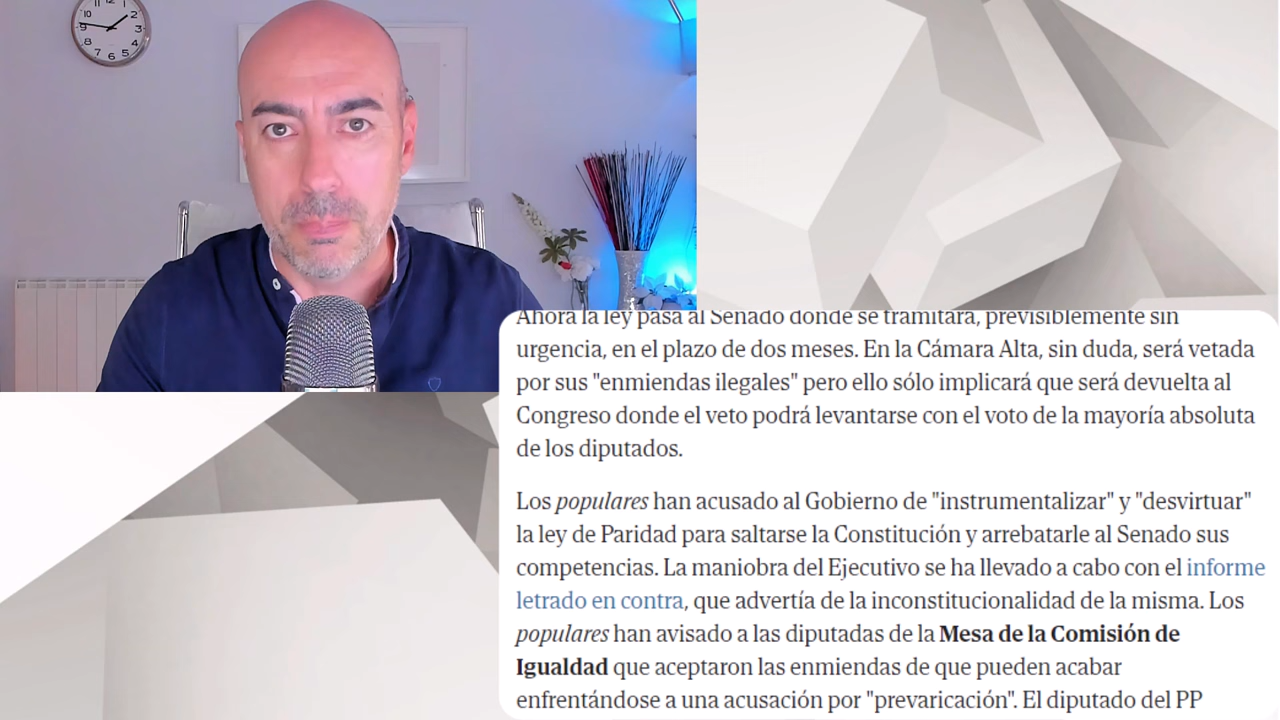 Ahora la ley pasa al Senado donde se tramitará, previsiblemente sin
urgencia, en el plazo de dos meses. En la Cámara Alta, sin duda, será vetada
por sus "enmiendas ilegales" pero ello sólo implicará que será devuelta al
Congreso donde el veto podrá levantarse con el voto de la mayoría absoluta
de los diputados.
Los populares han acusado al Gobierno de "instrumentalizar" y "desvirtuar"
la ley de Paridad para saltarse la Constitución y arrebatarle al Senado sus
competencias. La maniobra del Ejecutivo se ha llevado a cabo con el informe
letrado en contra, que advertía de la inconstitucionalidad de la misma. Los
populares han avisado a las diputadas de la Mesa de la Comisión de
Igualdad que aceptaron las enmiendas de que pueden acabar
enfrentándose a una acusación por "prevaricación". El diputado del PP